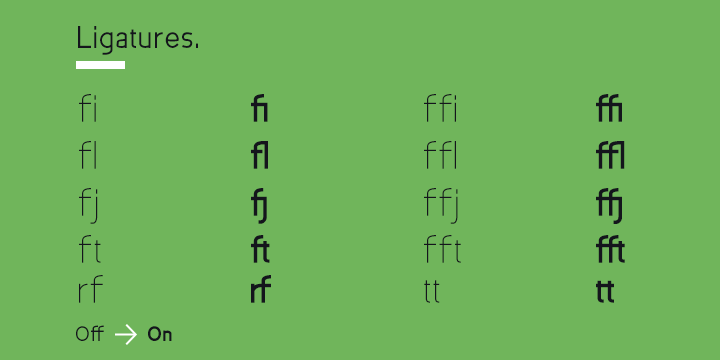 Ligatures.
fi fi ffi ffi
fl fl ffl ffl
fj fj ffj ffj
ft ft fft fft
rf rf tt tt
Off → On